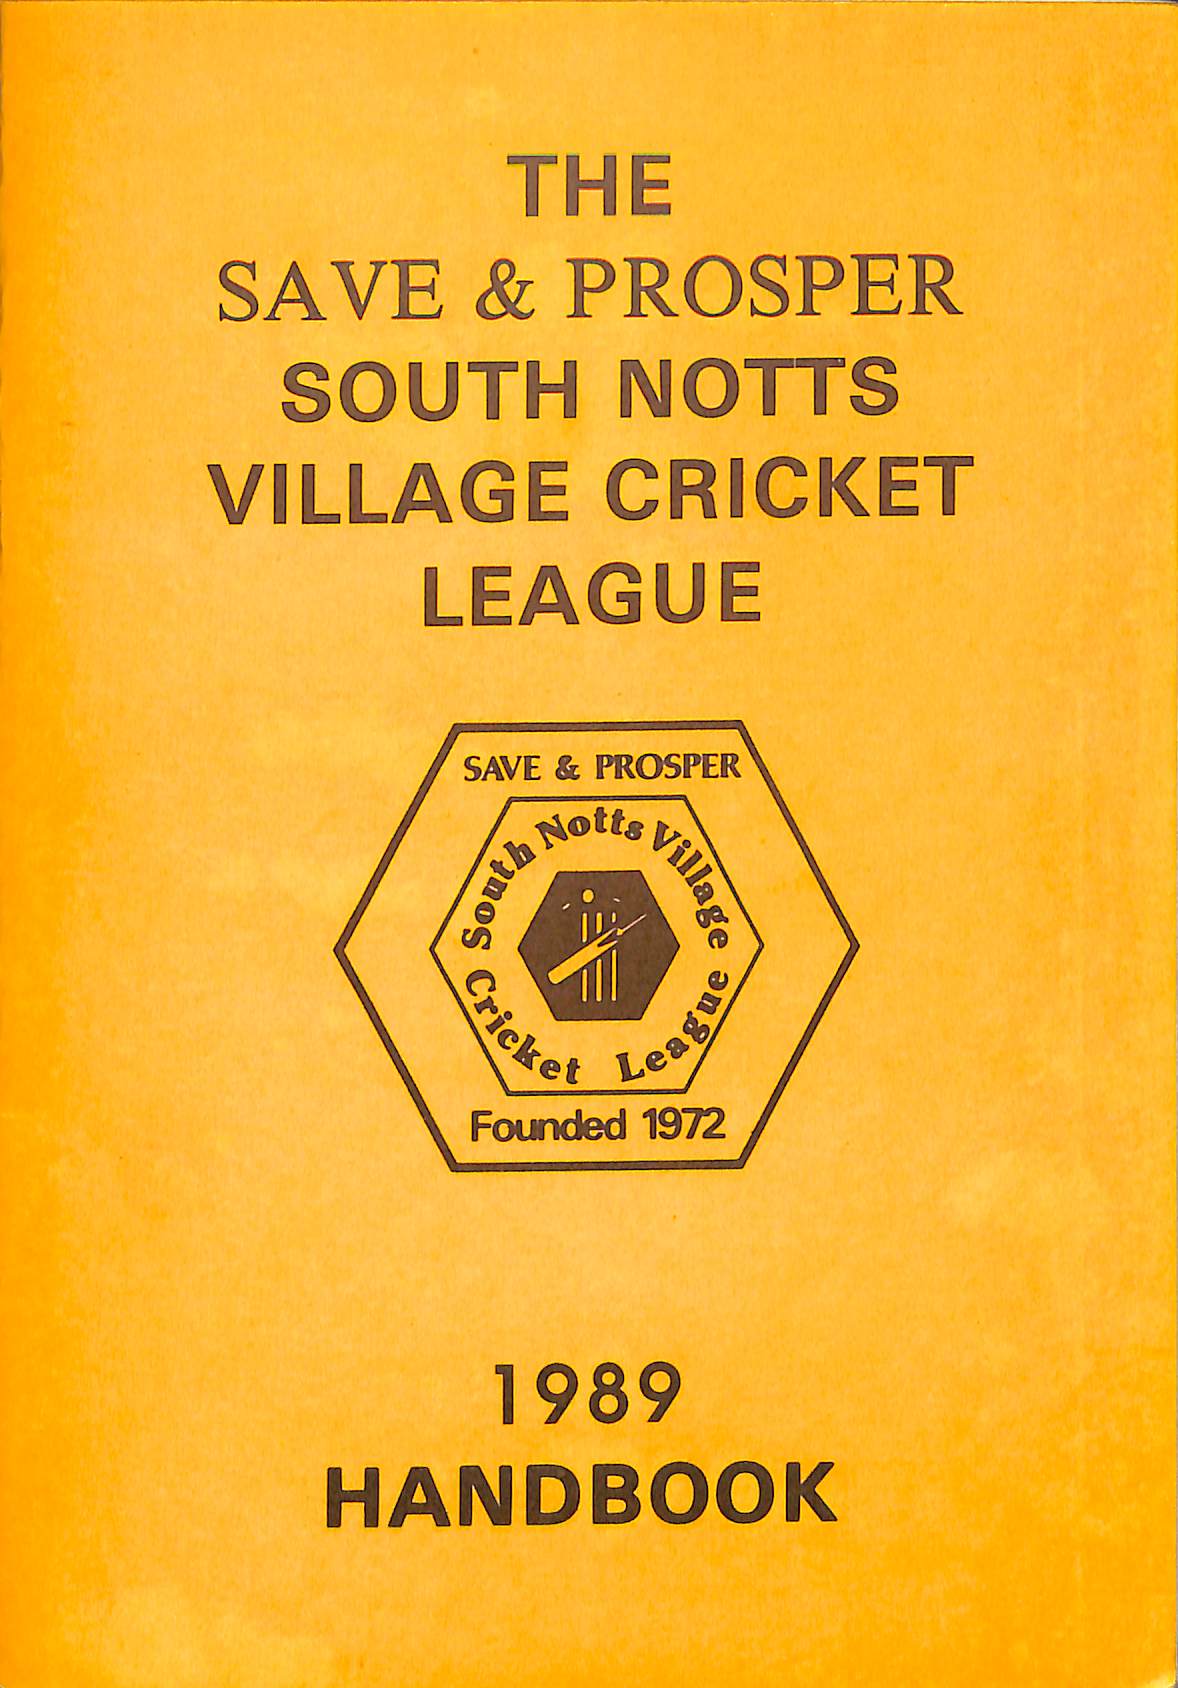 THE
SAVE & PROSPER
SOUTH NOTTS
VILLAGE CRICKET
LEAGUE
SAVE & PROSPER
South Notts Village
Cricket League
Founded 1972
1989
HANDBOOK